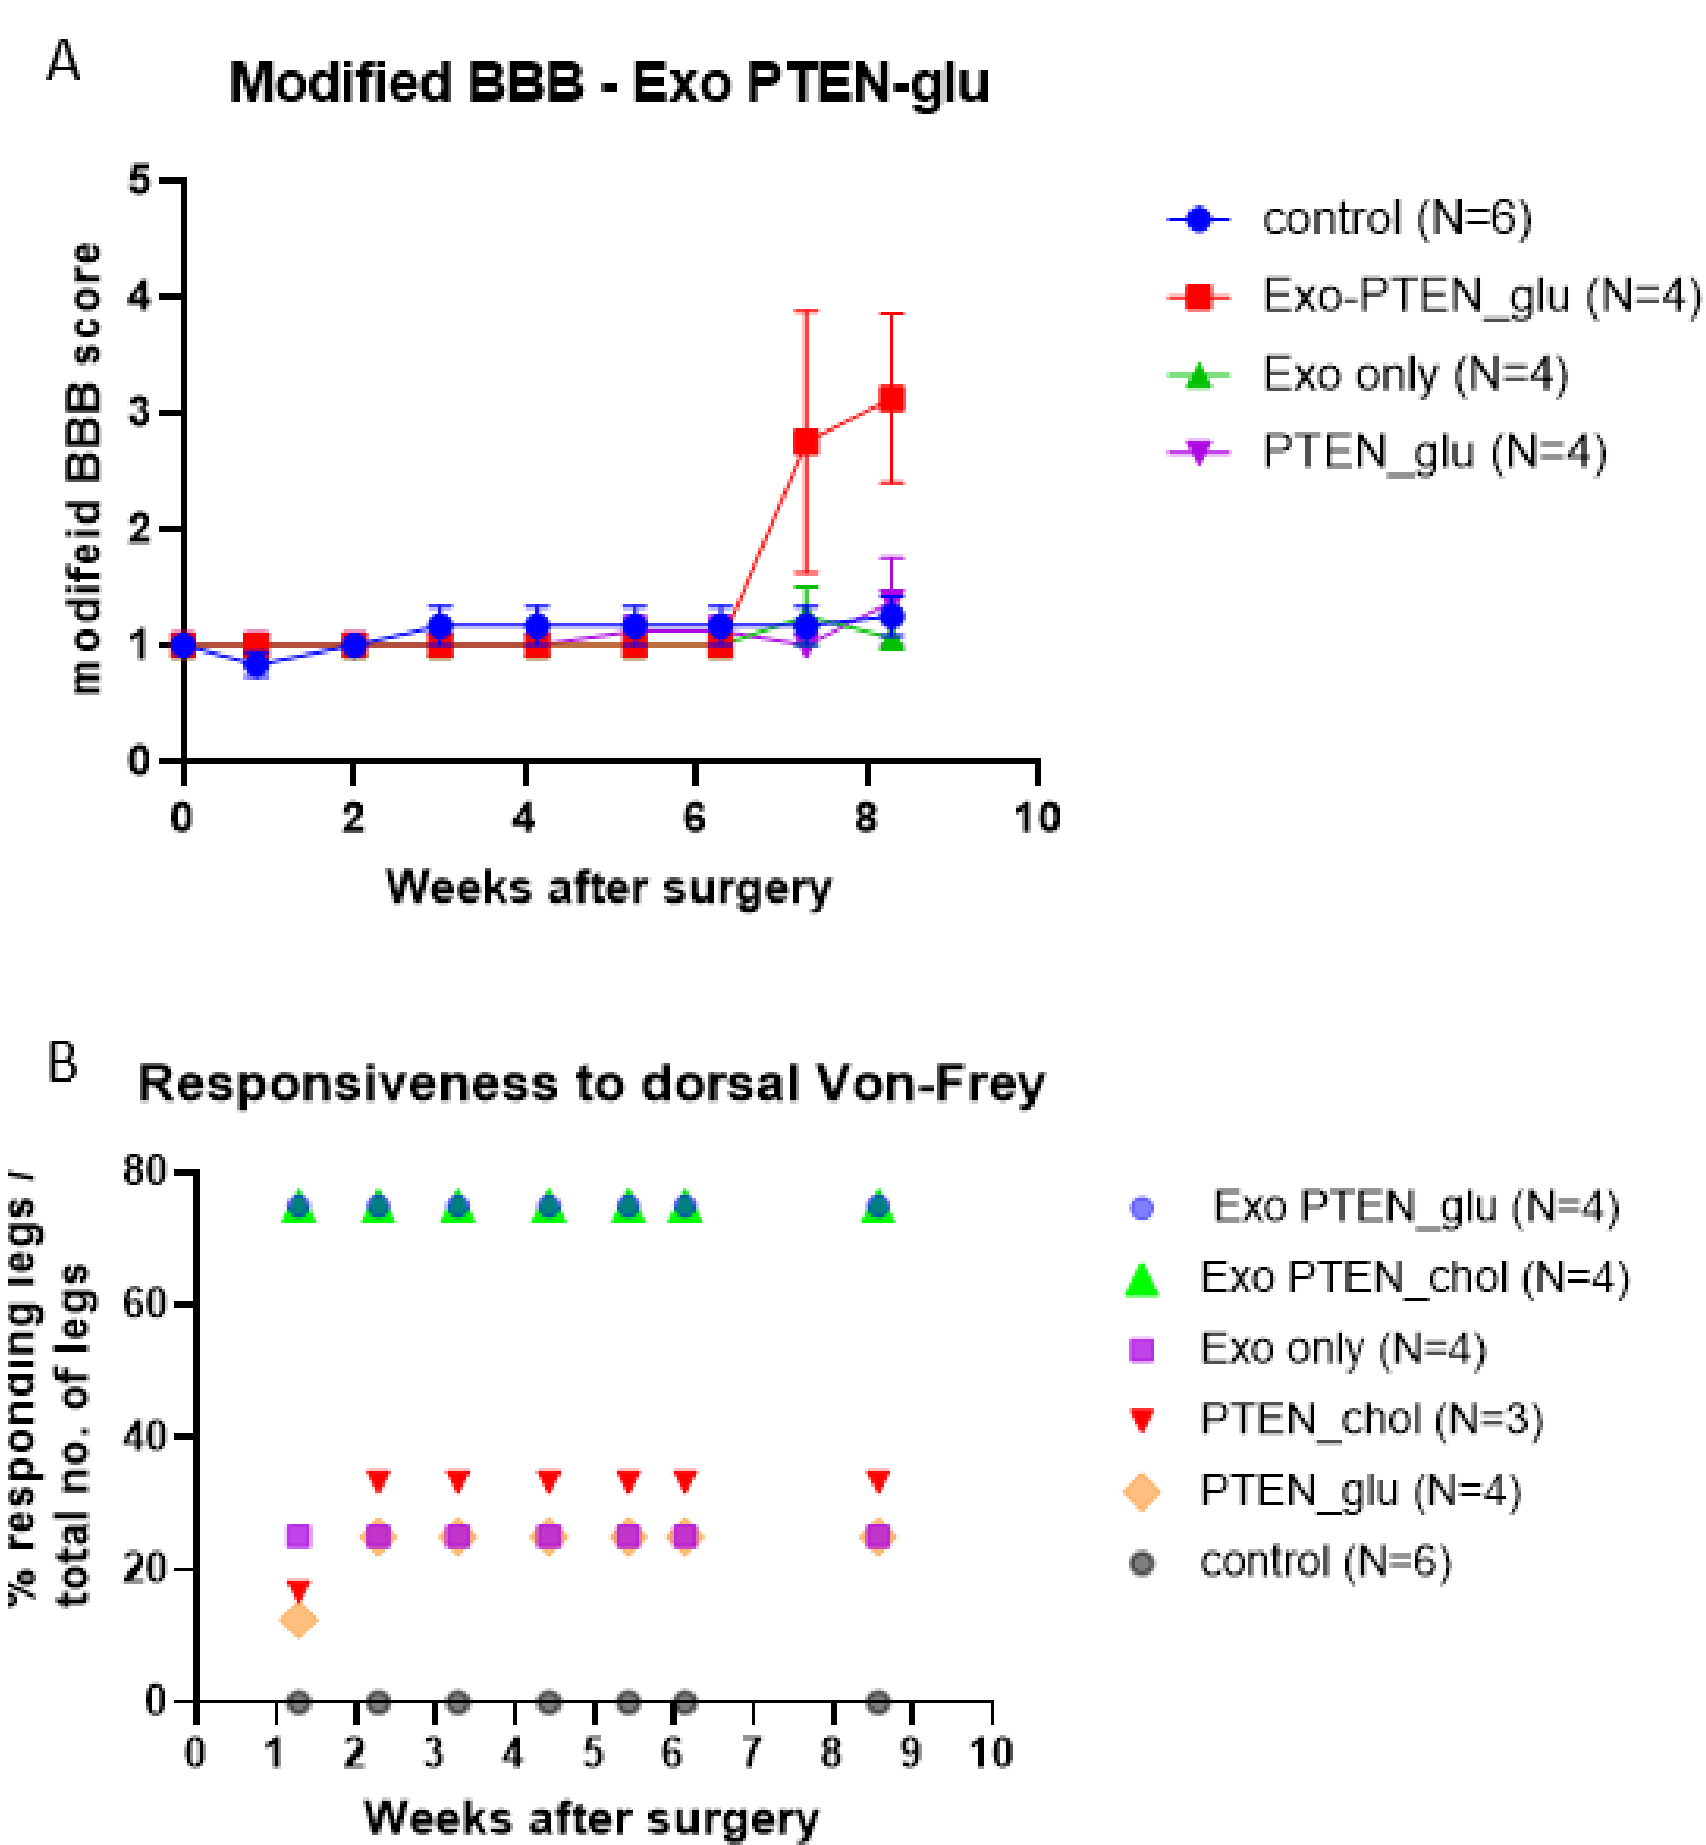 A
Modified BBB - Exo PTEN-glu
modifeid BBB score
5
4
3
2
1
0
0 2 4 6 8 10
Weeks after surgery
control (N=6)
Exo-PTEN_glu (N=4)
Exo only (N=4)
PTEN_glu (N=4)
B
Responsiveness to dorsal Von-Frey
% responding legs /
total no. of legs
80
60
40
20
0
0 1 2 3 4 5 6 7 8 9 10
Weeks after surgery
Exo PTEN_glu (N=4)
Exo PTEN_chol (N=4)
Exo only (N=4)
PTEN_chol (N=3)
PTEN_glu (N=4)
control (N=6)